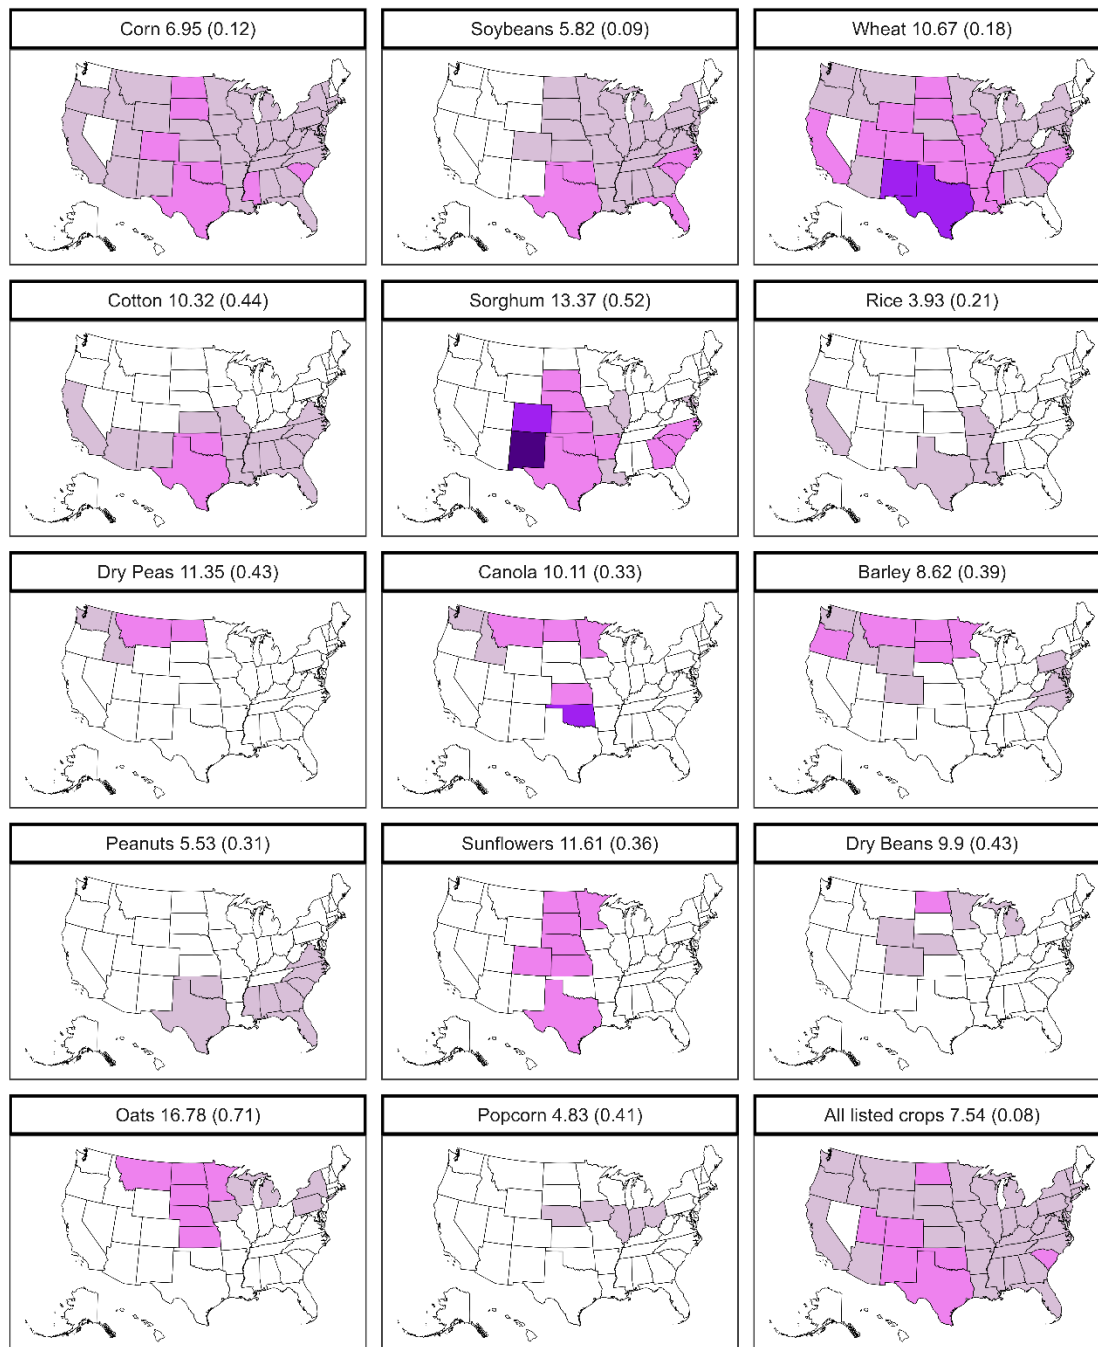 Corn 6.95 (0.12)
Soybeans 5.82 (0.09)
Wheat 10.67 (0.18)
Cotton 10.32 (0.44)
Sorghum 13.37 (0.52)
Rice 3.93 (0.21)
Dry Peas 11.35 (0.43)
Canola 10.11 (0.33)
Barley 8.62 (0.39)
Peanuts 5.53 (0.31)
Sunflowers 11.61 (0.36)
Dry Beans 9.9 (0.43)
Oats 16.78 (0.71)
Popcorn 4.83 (0.41)
All listed crops 7.54 (0.08)